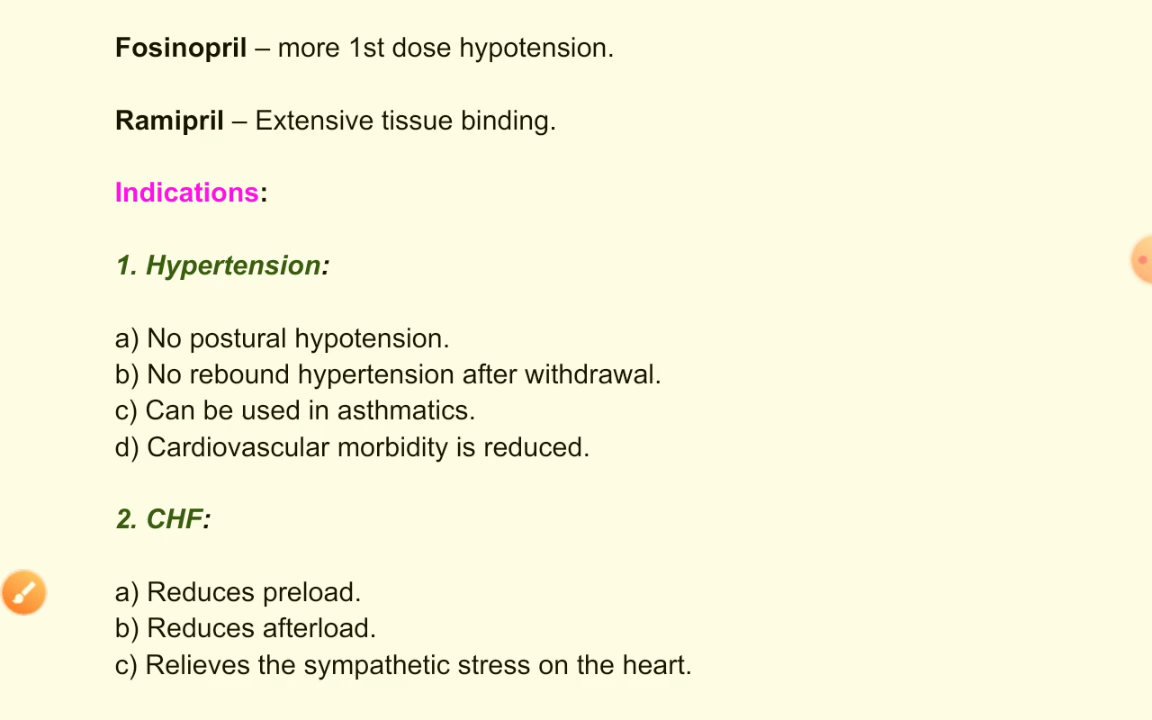 Fosinopril – more 1st dose hypotension.
Ramipril – Extensive tissue binding.
Indications:
1. Hypertension:
a) No postural hypotension.
b) No rebound hypertension after withdrawal.
c) Can be used in asthmatics.
d) Cardiovascular morbidity is reduced.
2. CHF:
a) Reduces preload.
b) Reduces afterload.
c) Relieves the sympathetic stress on the heart.